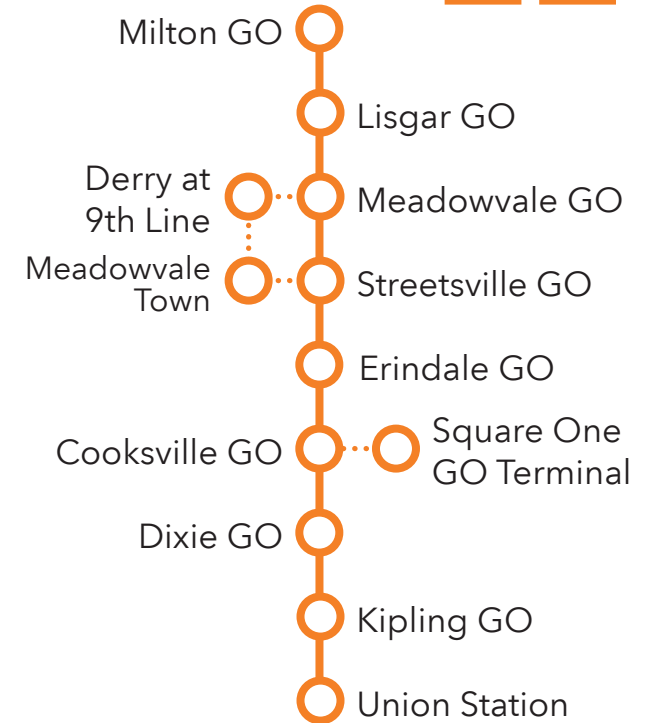 Milton GO
Lisgar GO
Derry at
9th Line
Meadowvale GO
Meadowvale
Town
Streetsville GO
Erindale GO
Square One
GO Terminal
Cooksville GO
Dixie GO
Kipling GO
Union Station